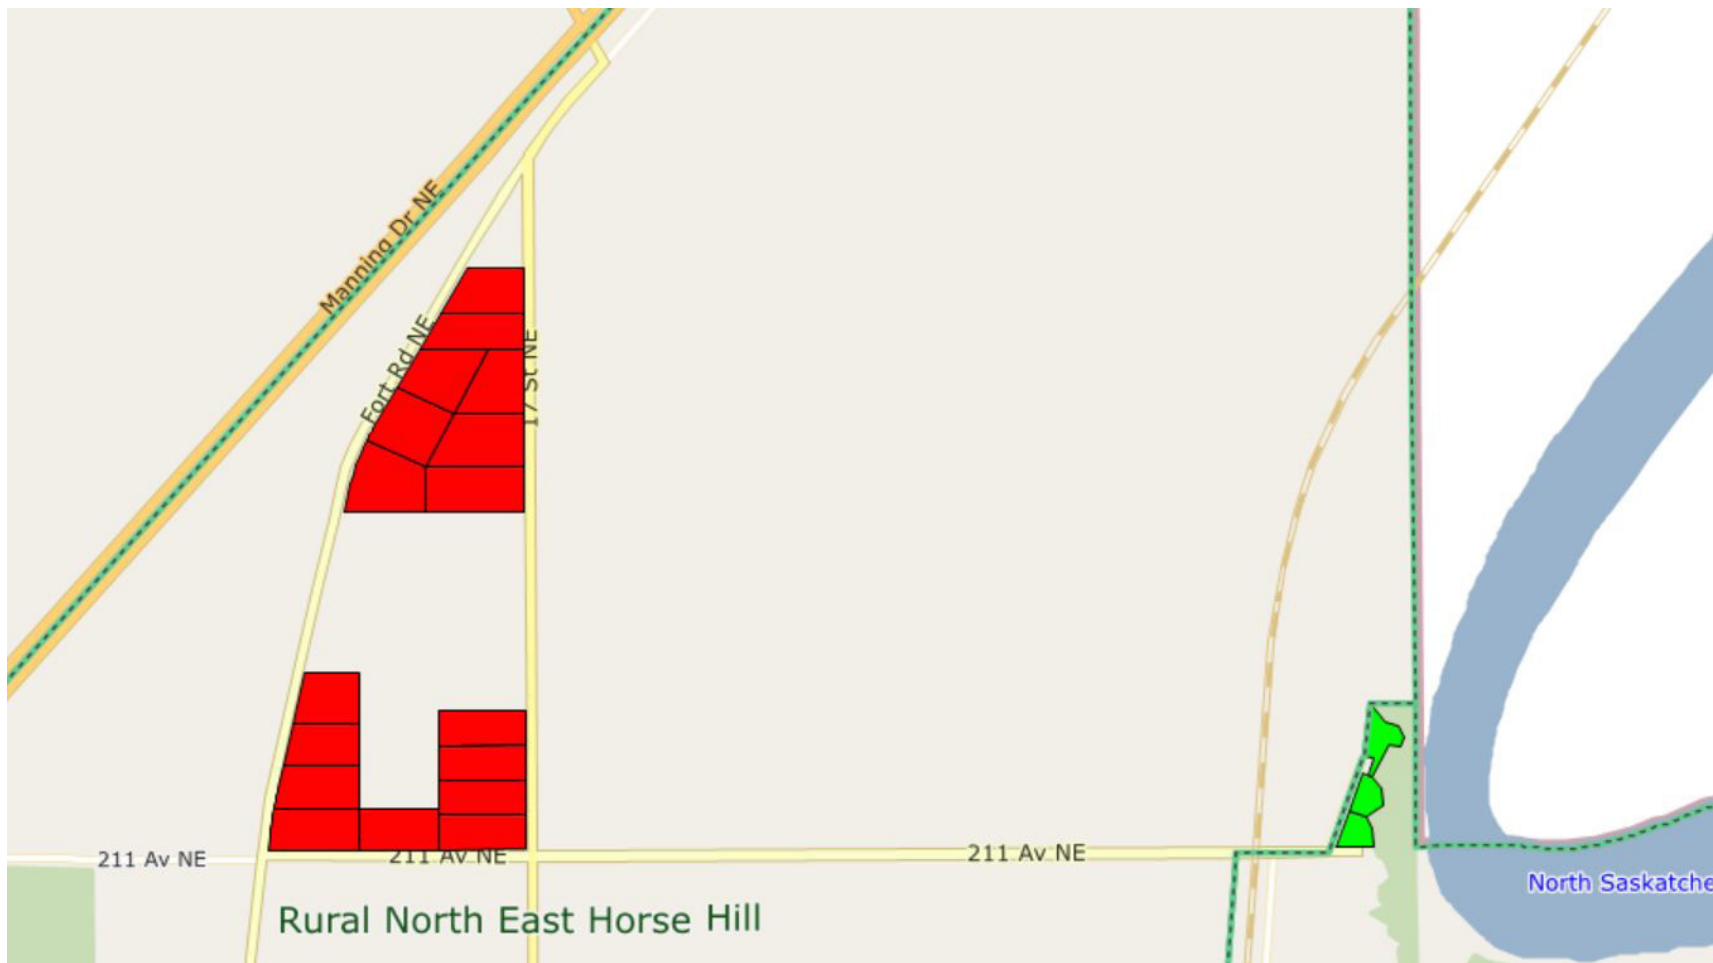 Manning Dr NE
Fort Rd NE
17 St NE
211 Av NE
211 Av NE
211 Av NE
North Saskatche
Rural North East Horse Hill